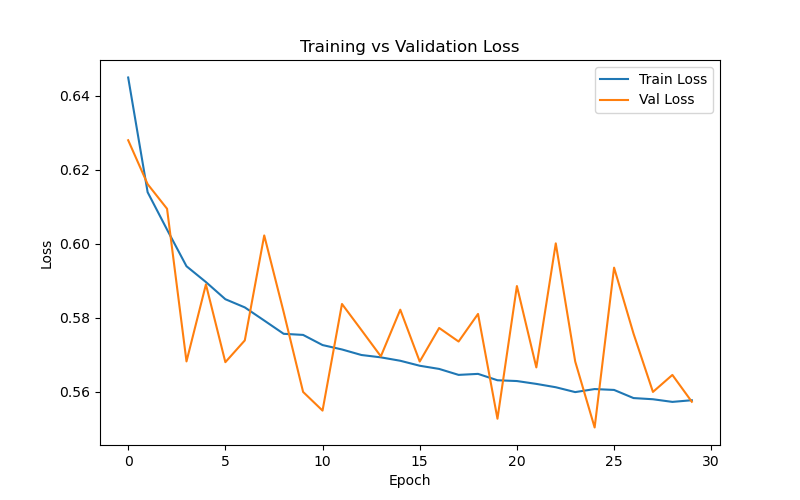 Training vs Validation Loss
Train Loss
Val Loss
0.64
0.62
0.60
0.58
0.56
Loss
0 5 10 15 20 25 30
Epoch